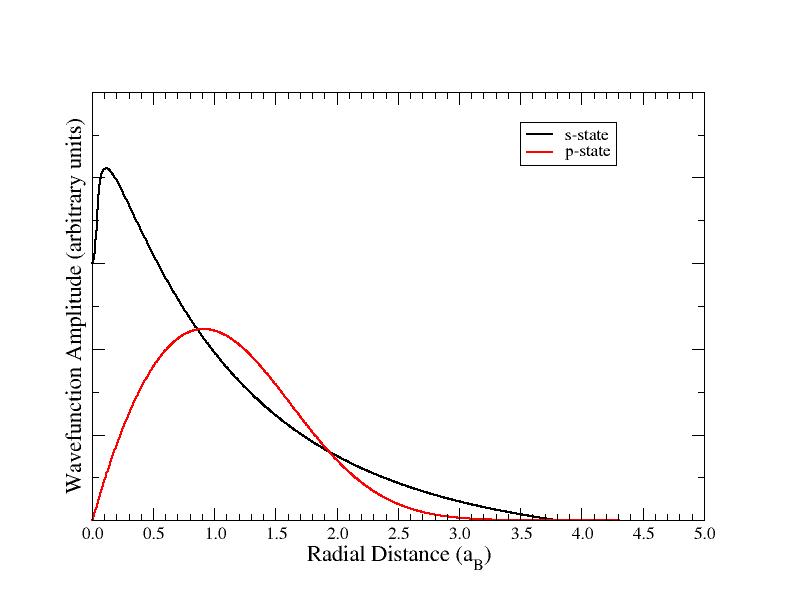 s-state
p-state
Wavefunction Amplitude (arbitrary units)
0.0 0.5 1.0 1.5 2.0 2.5 3.0 3.5 4.0 4.5 5.0
Radial Distance (a_B)